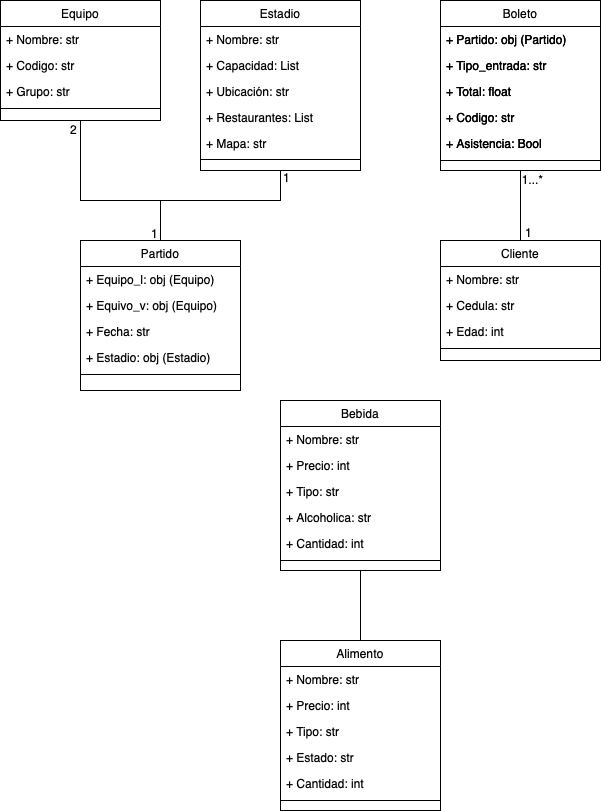 Equipo
+ Nombre: str
+ Codigo: str
+ Grupo: str
2
Estadio
+ Nombre: str
+ Capacidad: List
+ Ubicación: str
+ Restaurantes: List
+ Mapa: str
1
Boleto
+ Partido: obj (Partido)
+ Tipo_entrada: str
+ Total: float
+ Codigo: str
+ Asistencia: Bool
1...*
1
Partido
+ Equipo_l: obj (Equipo)
+ Equivo_v: obj (Equipo)
+ Fecha: str
+ Estadio: obj (Estadio)
1
Cliente
+ Nombre: str
+ Cedula: str
+ Edad: int
Bebida
+ Nombre: str
+ Precio: int
+ Tipo: str
+ Alcoholica: str
+ Cantidad: int
Alimento
+ Nombre: str
+ Precio: int
+ Tipo: str
+ Estado: str
+ Cantidad: int